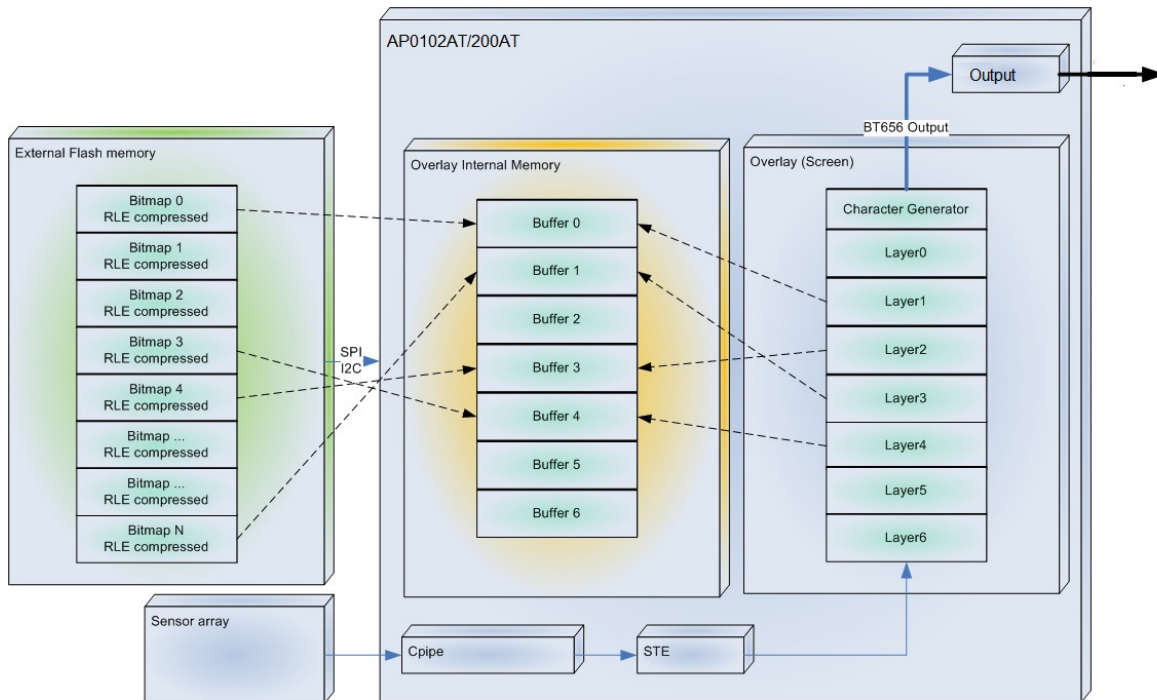 AP0102AT/200AT
Output
BT656 Output
External Flash memory
Bitmap 0
RLE compressed
Bitmap 1
RLE compressed
Bitmap 2
RLE compressed
Bitmap 3
RLE compressed
Bitmap 4
RLE compressed
Bitmap ...
RLE compressed
Bitmap ...
RLE compressed
Bitmap N
RLE compressed
SPI
I2C
Overlay Internal Memory
Buffer 0
Buffer 1
Buffer 2
Buffer 3
Buffer 4
Buffer 5
Buffer 6
Overlay (Screen)
Character Generator
Layer0
Layer1
Layer2
Layer3
Layer4
Layer5
Layer6
Sensor array
Cpipe
STE